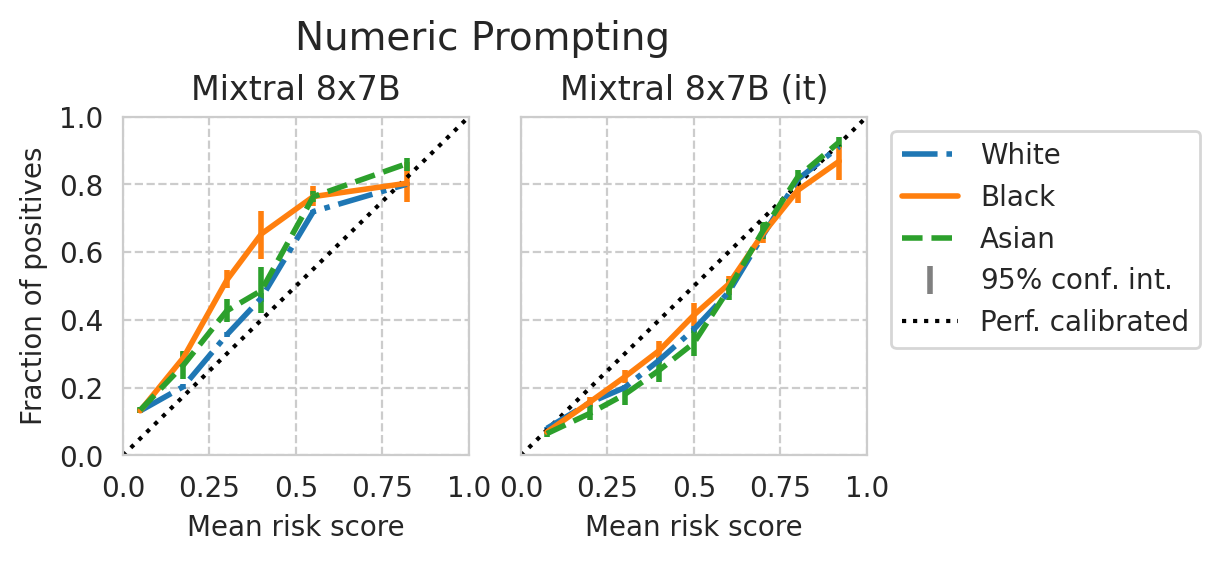 Numeric Prompting
Mixtral 8x7B
Mixtral 8x7B (it)
Fraction of positives
1.0
0.8
0.6
0.4
0.2
0.0
0.0 0.25 0.5 0.75 1.0
0.0 0.25 0.5 0.75 1.0
Mean risk score
Mean risk score
White
Black
Asian
95% conf. int.
Perf. calibrated